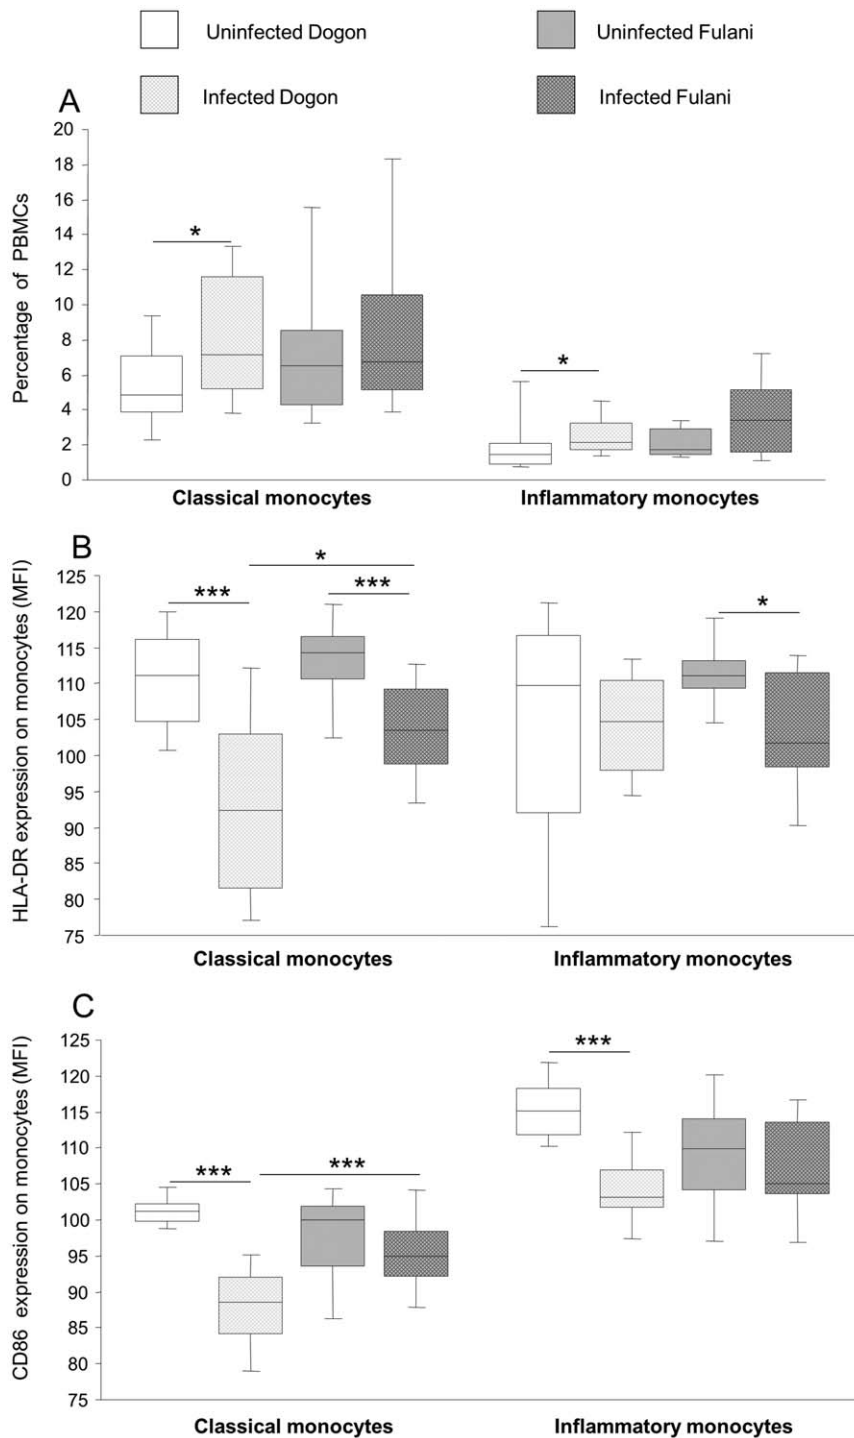 Uninfected Dogon
Uninfected Fulani
Infected Dogon
Infected Fulani
A
Percentage of PBMCs
20
18
16
14
12
10
8
6
4
2
0
*
*
Classical monocytes
Inflammatory monocytes
B
HLA-DR expression on monocytes (MFI)
125
120
115
110
105
100
95
90
85
80
75
*
***
***
*
Classical monocytes
Inflammatory monocytes
C
CD86 expression on monocytes (MFI)
125
120
115
110
105
100
95
90
85
80
75
***
***
***
Classical monocytes
Inflammatory monocytes